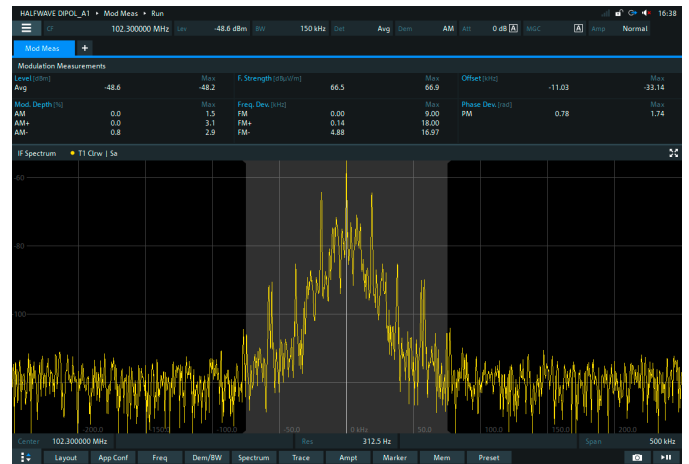 HALFWAVE DIPOL_A1 ▸ Mod Meas ▸ Run 16:38
CF 102.300000 MHz Lev -48.6 dBm BW 150 kHz Det Avg Dem AM Att 0 dB A MGC A Amp Normal
Mod Meas +
Modulation Measurements
Level [dBm] Max F. Strength [dBµV/m] Max Offset [kHz] Max
Avg -48.6 -48.2 66.5 66.9 -11.03 -33.14
Mod. Depth [%] Max Freq. Dev. [kHz] Max Phase Dev. [rad] Max
AM 0.0 1.5 FM 0.00 9.00 PM 0.78 1.74
AM+ 0.0 3.1 FM+ 0.14 18.00
AM- 0.8 2.9 FM- 4.88 16.97
IF Spectrum • T1 Clrw | Sa
-60
-80
-100
-200.0 -150.0 -100.0 -50.0 0 kHz 50.0 100.0 150.0 200.0
Center 102.300000 MHz Res 312.5 Hz Span 500 kHz
Layout App Conf Freq Dem/BW Spectrum Trace Ampt Marker Mem Preset